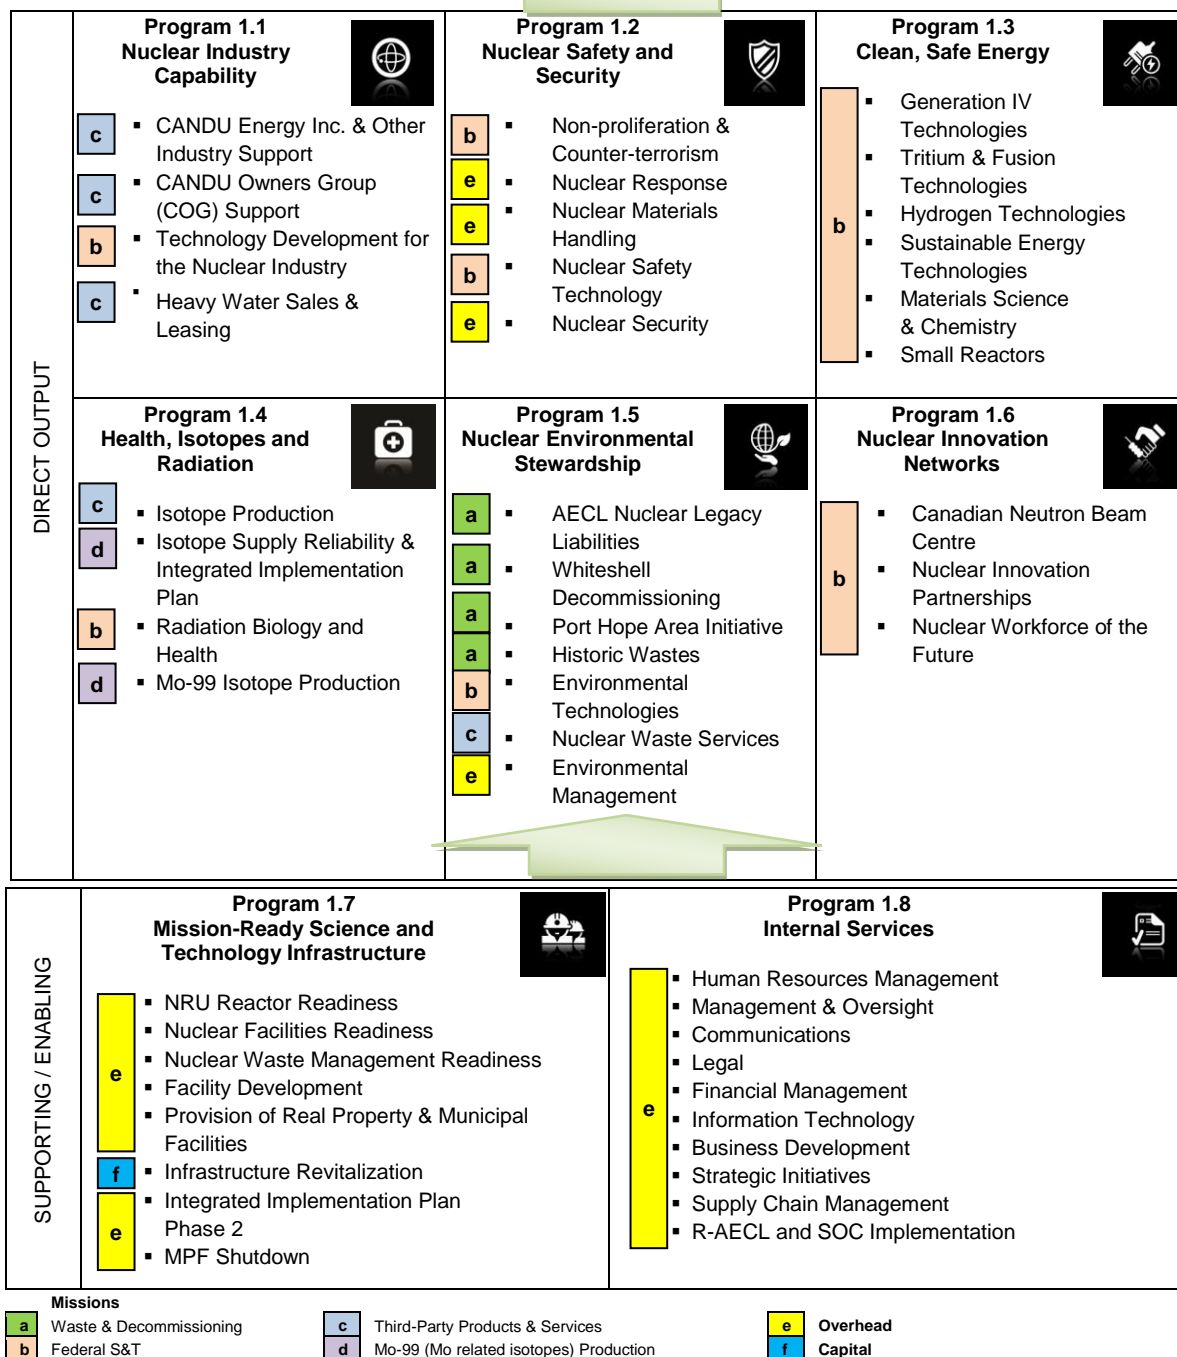 DIRECT OUTPUT
Program 1.1
Nuclear Industry
Capability
c ▪ CANDU Energy Inc. & Other
Industry Support
c ▪ CANDU Owners Group
(COG) Support
b ▪ Technology Development for
the Nuclear Industry
c ▪ Heavy Water Sales &
Leasing
Program 1.2
Nuclear Safety and
Security
b ▪ Non-proliferation &
Counter-terrorism
e ▪ Nuclear Response
e ▪ Nuclear Materials
Handling
b ▪ Nuclear Safety
Technology
e ▪ Nuclear Security
Program 1.3
Clean, Safe Energy
b
▪ Generation IV
Technologies
▪ Tritium & Fusion
Technologies
▪ Hydrogen Technologies
▪ Sustainable Energy
Technologies
▪ Materials Science
& Chemistry
▪ Small Reactors
Program 1.4
Health, Isotopes and
Radiation
c ▪ Isotope Production
d ▪ Isotope Supply Reliability &
Integrated Implementation
Plan
b ▪ Radiation Biology and
Health
d ▪ Mo-99 Isotope Production
Program 1.5
Nuclear Environmental
Stewardship
a ▪ AECL Nuclear Legacy
Liabilities
a ▪ Whiteshell
Decommissioning
a ▪ Port Hope Area Initiative
a ▪ Historic Wastes
b ▪ Environmental
Technologies
c ▪ Nuclear Waste Services
e ▪ Environmental
Management
Program 1.6
Nuclear Innovation
Networks
b
▪ Canadian Neutron Beam
Centre
▪ Nuclear Innovation
Partnerships
▪ Nuclear Workforce of the
Future
SUPPORTING / ENABLING
Program 1.7
Mission-Ready Science and
Technology Infrastructure
e
▪ NRU Reactor Readiness
▪ Nuclear Facilities Readiness
▪ Nuclear Waste Management Readiness
▪ Facility Development
▪ Provision of Real Property & Municipal
Facilities
f ▪ Infrastructure Revitalization
e
▪ Integrated Implementation Plan
Phase 2
▪ MPF Shutdown
Program 1.8
Internal Services
e
▪ Human Resources Management
▪ Management & Oversight
▪ Communications
▪ Legal
▪ Financial Management
▪ Information Technology
▪ Business Development
▪ Strategic Initiatives
▪ Supply Chain Management
▪ R-AECL and SOC Implementation
Missions
a Waste & Decommissioning
c Third-Party Products & Services
e Overhead
b Federal S&T
d Mo-99 (Mo related isotopes) Production
f Capital